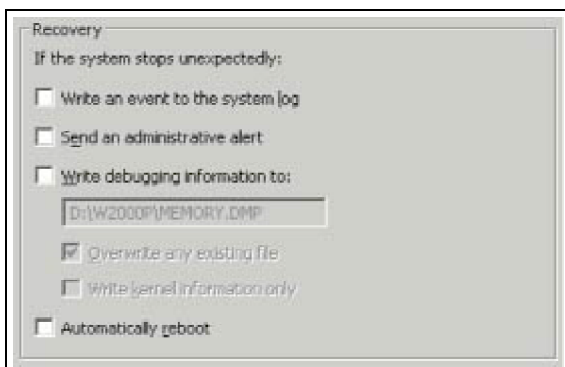 Recovery
If the system stops unexpectedly:
Write an event to the system log
Send an administrative alert
Write debugging information to:
D:\W2000P\MEMORY.DMP
Overwrite any existing file
Write kernel information only
Automatically reboot